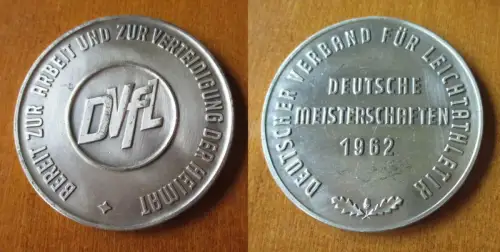 BEREIT ZUR ARBEIT UND ZUR VERTEIDIGUNG DER HEIMAT
DVfL
DEUTSCHER VERBAND FÜR LEICHTATHLETIK
DEUTSCHE
MEISTERSCHAFTEN
1962